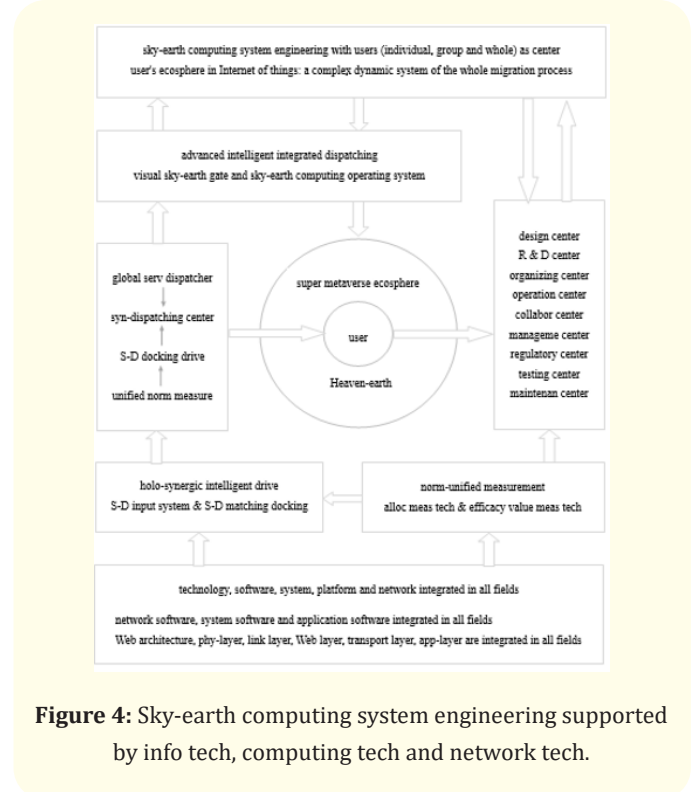 sky-earth computing system engineering with users (individual, group and whole) as center
user's ecosphere in Internet of things: a complex dynamic system of the whole migration process
advanced intelligent integrated dispatching
visual sky-earth gate and sky-earth computing operating system
global serv dispatcher
syn-dispatching center
S-D docking drive
unified norm measure
super metaverse ecosphere
user
Heaven-earth
design center
R & D center
organizing center
operation center
collabor center
manageme center
regulatory center
testing center
maintenan center
holo-synergic intelligent drive
S-D input system & S-D matching docking
norm-unified measurement
alloc meas tech & efficacy value meas tech
technology, software, system, platform and network integrated in all fields
network software, system software and application software integrated in all fields
Web architecture, phy-layer, link layer, Web layer, transport layer, app-layer are integrated in all fields
Figure 4: Sky-earth computing system engineering supported
by info tech, computing tech and network tech.